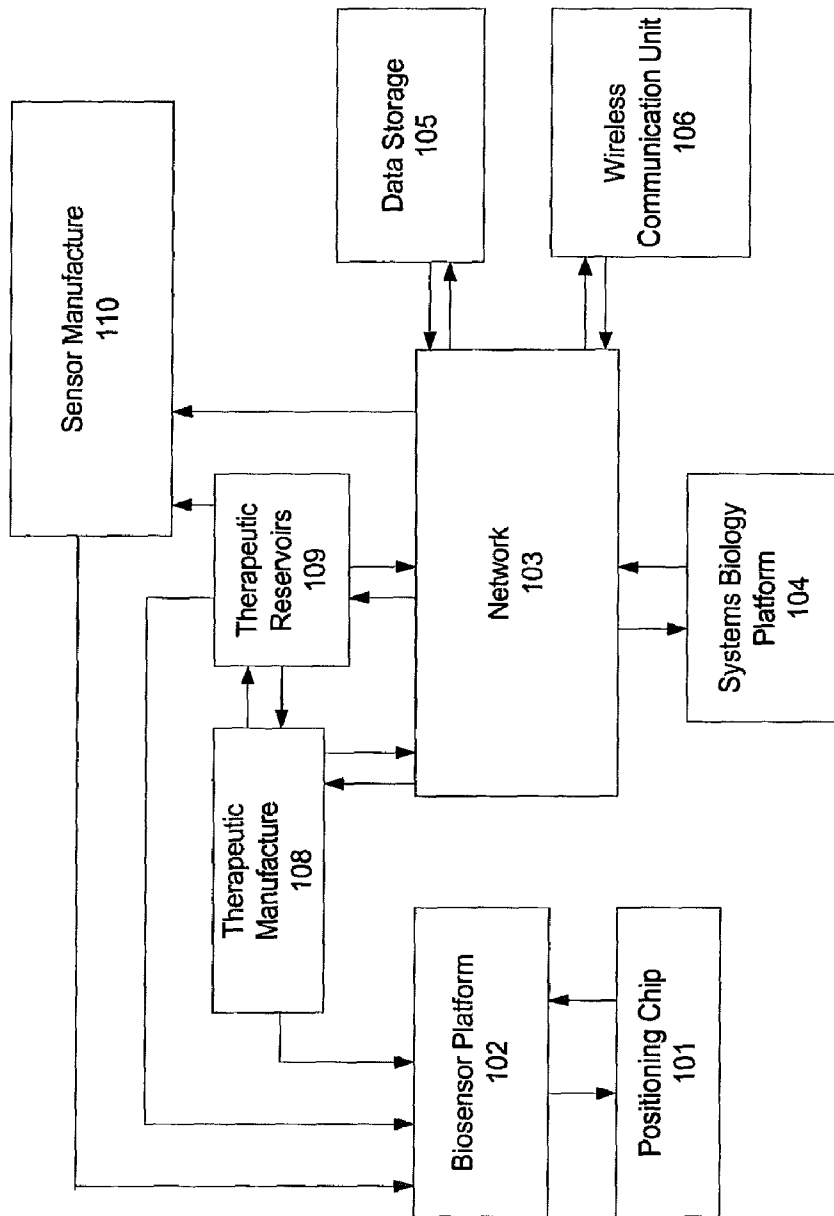 Sensor Manufacture
110
Data Storage
105
Wireless
Communication Unit
106
Therapeutic
Reservoirs
109
Network
103
Systems Biology
Platform
104
Therapeutic
Manufacture
108
Biosensor Platform
102
Positioning Chip
101